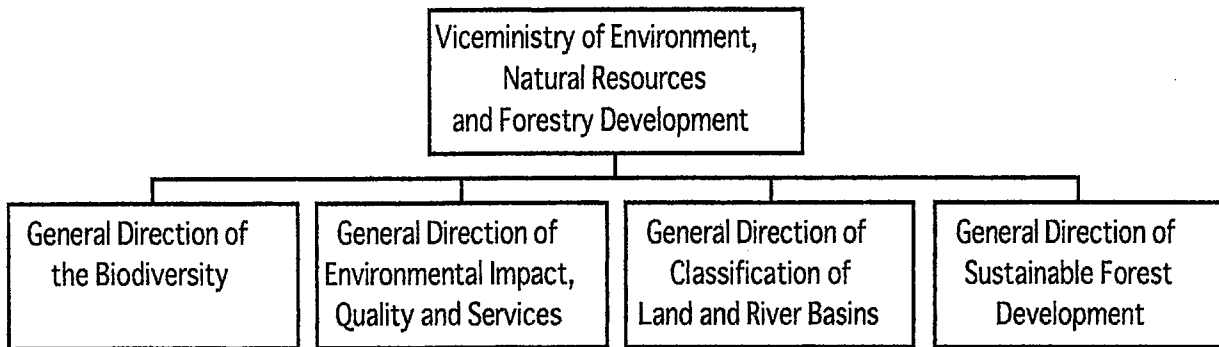 Viceministry of Environment,
Natural Resources
and Forestry Development
General Direction of
the Biodiversity
General Direction of
Environmental Impact,
Quality and Services
General Direction of
Classification of
Land and River Basins
General Direction of
Sustainable Forest
Development